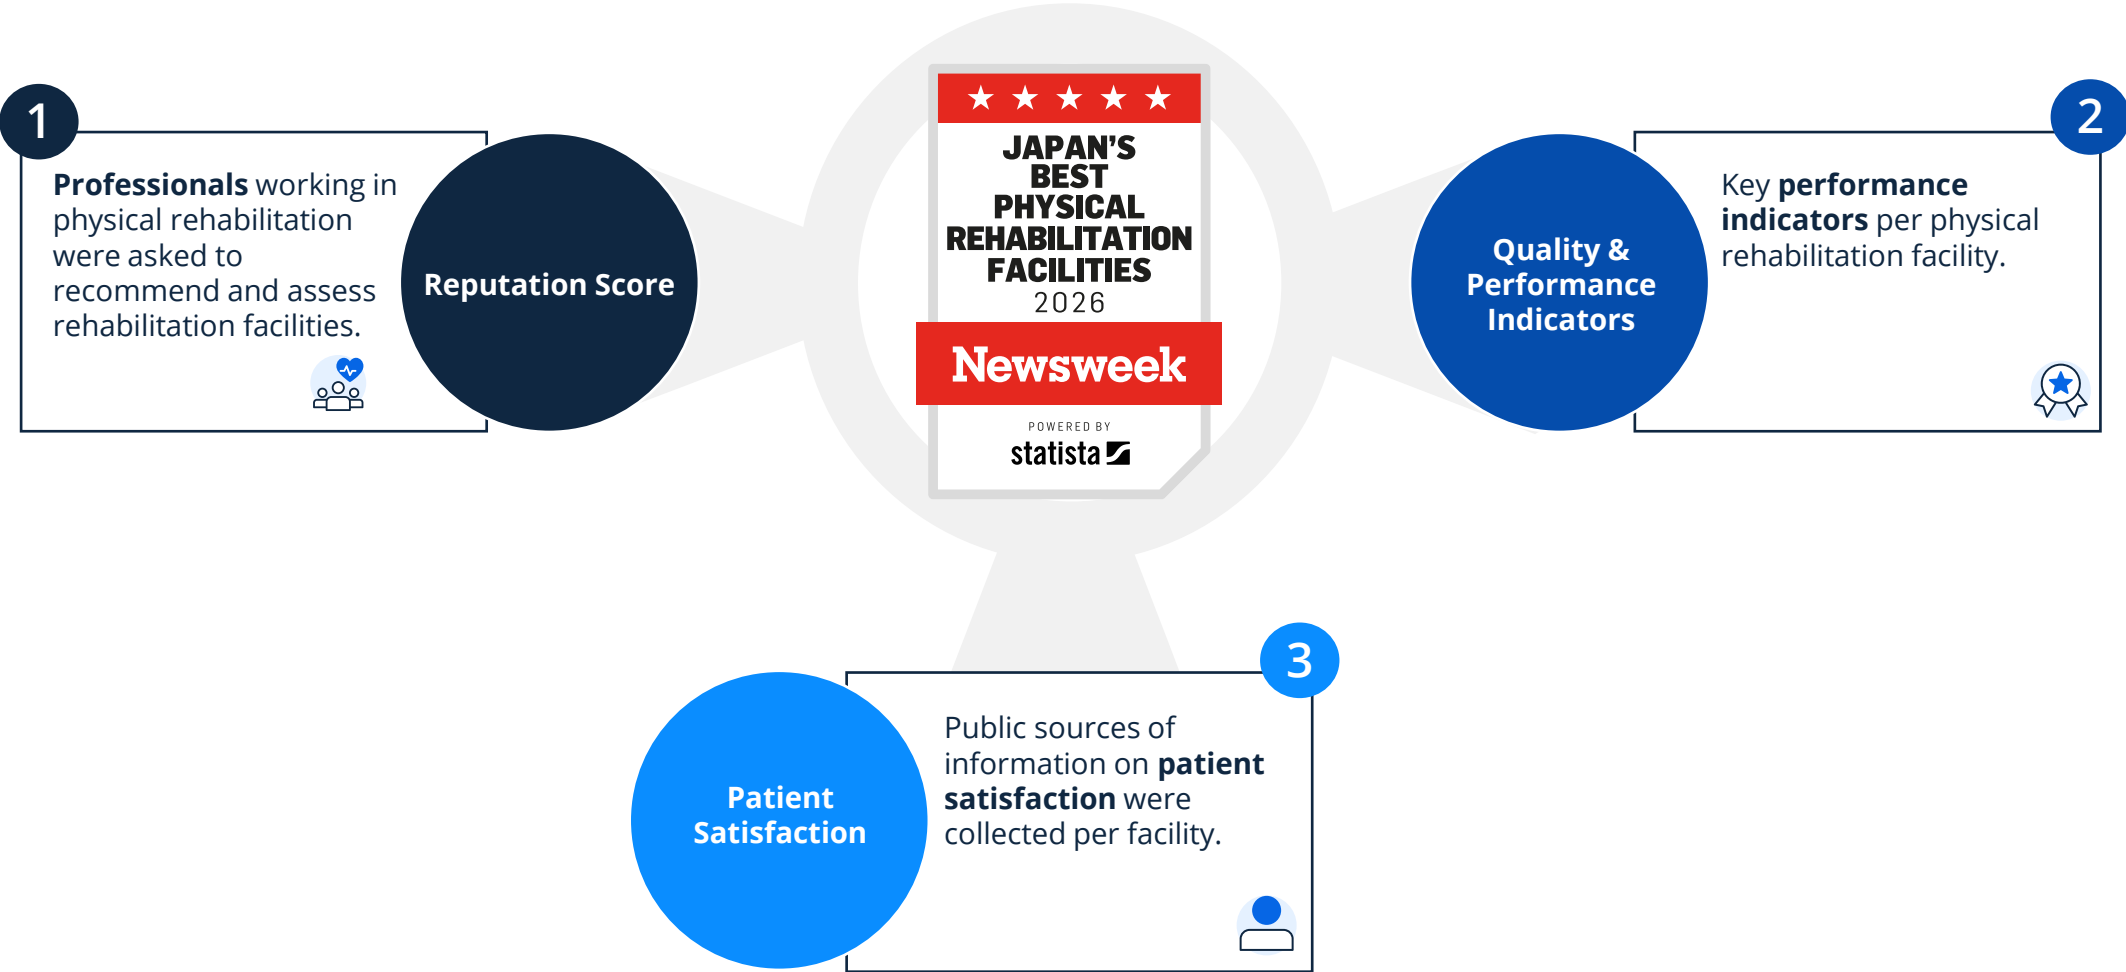 1
Professionals working in
physical rehabilitation
were asked to
recommend and assess
rehabilitation facilities.
Reputation Score
JAPAN'S
BEST
PHYSICAL
REHABILITATION
FACILITIES
2026
Newsweek
POWERED BY
statista
2
Quality &
Performance
Indicators
Key performance
indicators per physical
rehabilitation facility.
3
Patient
Satisfaction
Public sources of
information on patient
satisfaction were
collected per facility.